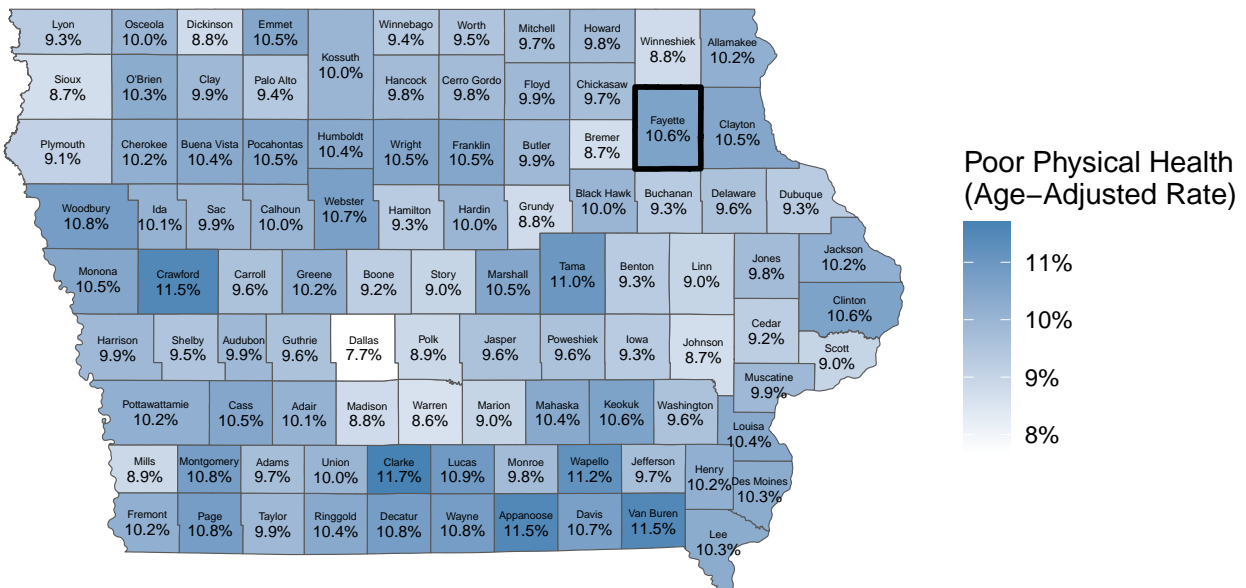 Lyon
9.3%
Osceola
10.0%
Dickinson
8.8%
Emmet
10.5%
Kossuth
10.0%
Winnebago
9.4%
Worth
9.5%
Mitchell
9.7%
Howard
9.8%
Winneshiek
8.8%
Allamakee
10.2%
Sioux
8.7%
O'Brien
10.3%
Clay
9.9%
Palo Alto
9.4%
Hancock
9.8%
Cerro Gordo
9.8%
Floyd
9.9%
Chickasaw
9.7%
Fayette
10.6%
Clayton
10.5%
Plymouth
9.1%
Cherokee
10.2%
Buena Vista
10.4%
Pocahontas
10.5%
Humboldt
10.4%
Wright
10.5%
Franklin
10.5%
Butler
9.9%
Bremer
8.7%
Woodbury
10.8%
Ida
10.1%
Sac
9.9%
Calhoun
10.0%
Webster
10.7%
Hamilton
9.3%
Hardin
10.0%
Grundy
8.8%
Black Hawk
10.0%
Buchanan
9.3%
Delaware
9.6%
Dubuque
9.3%
Monona
10.5%
Crawford
11.5%
Carroll
9.6%
Greene
10.2%
Boone
9.2%
Story
9.0%
Marshall
10.5%
Tama
11.0%
Benton
9.3%
Linn
9.0%
Jones
9.8%
Jackson
10.2%
Clinton
10.6%
Harrison
9.9%
Shelby
9.5%
Audubon
9.9%
Guthrie
9.6%
Dallas
7.7%
Polk
8.9%
Jasper
9.6%
Poweshiek
9.6%
Iowa
9.3%
Johnson
8.7%
Cedar
9.2%
Scott
9.0%
Muscatine
9.9%
Pottawattamie
10.2%
Cass
10.5%
Adair
10.1%
Madison
8.8%
Warren
8.6%
Marion
9.0%
Mahaska
10.4%
Keokuk
10.6%
Washington
9.6%
Louisa
10.4%
Mills
8.9%
Montgomery
10.8%
Adams
9.7%
Union
10.0%
Clarke
11.7%
Lucas
10.9%
Monroe
9.8%
Wapello
11.2%
Jefferson
9.7%
Henry
10.2%
Des Moines
10.3%
Fremont
10.2%
Page
10.8%
Taylor
9.9%
Ringgold
10.4%
Decatur
10.8%
Wayne
10.8%
Appanoose
11.5%
Davis
10.7%
Van Buren
11.5%
Lee
10.3%
Poor Physical Health
(Age−Adjusted Rate)
11%
10%
9%
8%